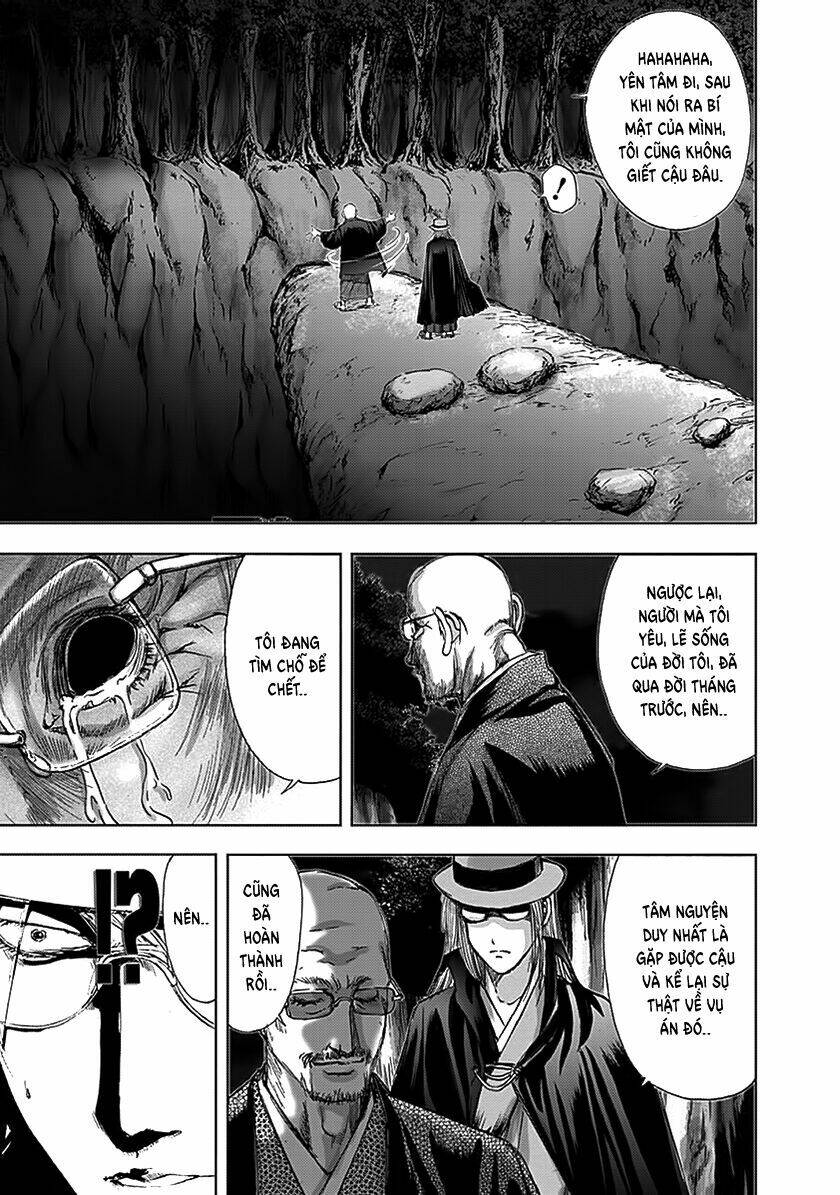 HAHAHAHA,
YÊN TÂM ĐI, SAU
KHI NÓI RA BÍ
MẬT CỦA MÌNH,
TÔI CŨNG KHÔNG
GIẾT CẬU ĐÂU.
!
NGƯỢC LẠI,
NGƯỜI MÀ TÔI
YÊU, LẼ SỐNG
CỦA ĐỜI TÔI, ĐÃ
QUA ĐỜI THÁNG
TRƯỚC, NÊN..
TÔI ĐANG
TÌM CHỖ ĐỂ
CHẾT..
TÂM NGUYỆN
DUY NHẤT LÀ
GẶP ĐƯỢC CẬU
VÀ KỂ LẠI SỰ
THẬT VỀ VỤ
ÁN ĐÓ..
CŨNG
ĐÃ
HOÀN
THÀNH
RỒI..
NÊN..
!?